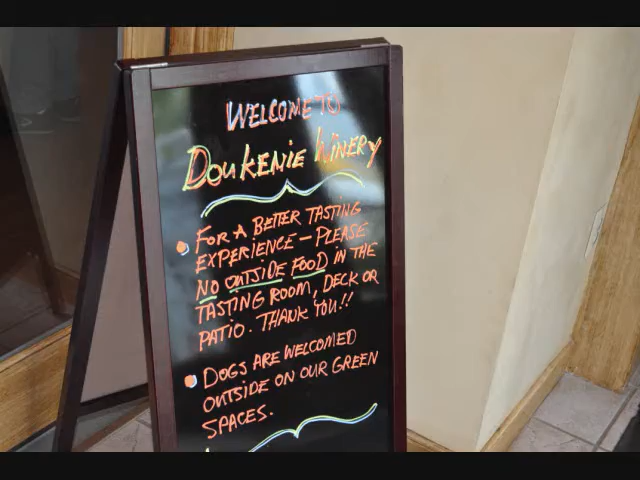 WELCOME TO
DOUKENIE WINERY
FOR A BETTER TASTING
EXPERIENCE - PLEASE
NO OUTSIDE FOOD IN THE
TASTING ROOM, DECK OR
PATIO. THANK YOU!!
DOGS ARE WELCOMED
OUTSIDE ON OUR GREEN
SPACES.